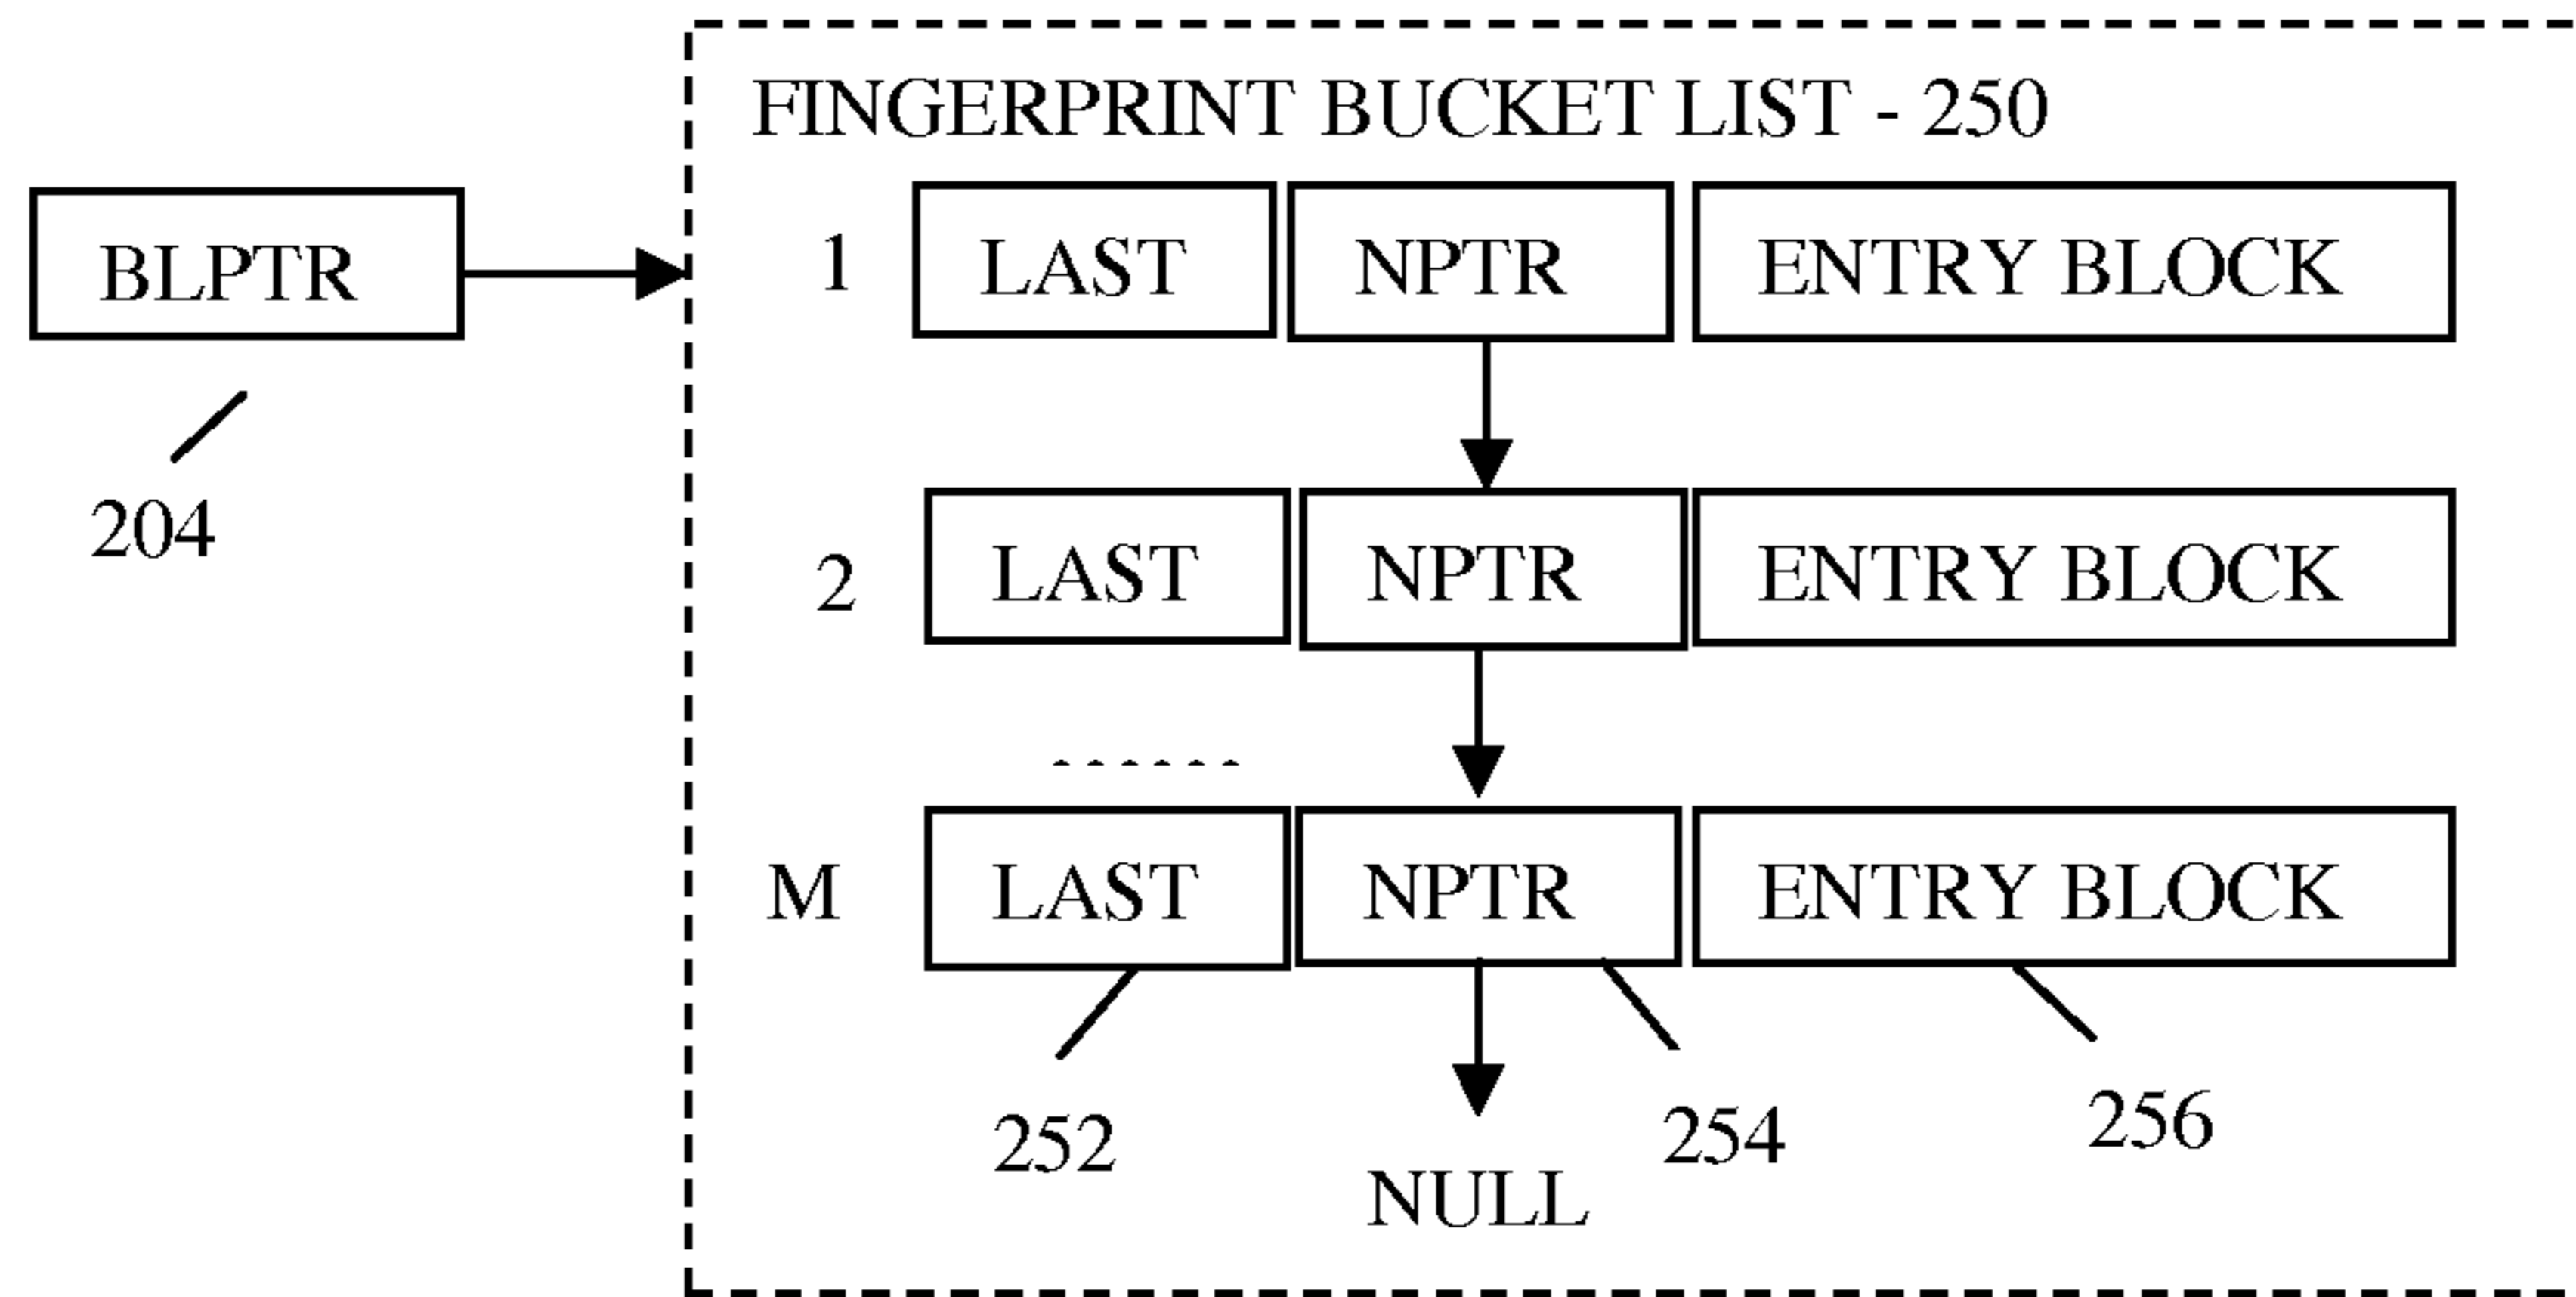 FINGERPRINT BUCKET LIST - 250
BLPTR
1 LAST NPTR ENTRY BLOCK
204
2 LAST NPTR ENTRY BLOCK
......
M LAST NPTR ENTRY BLOCK
252 254 256
NULL